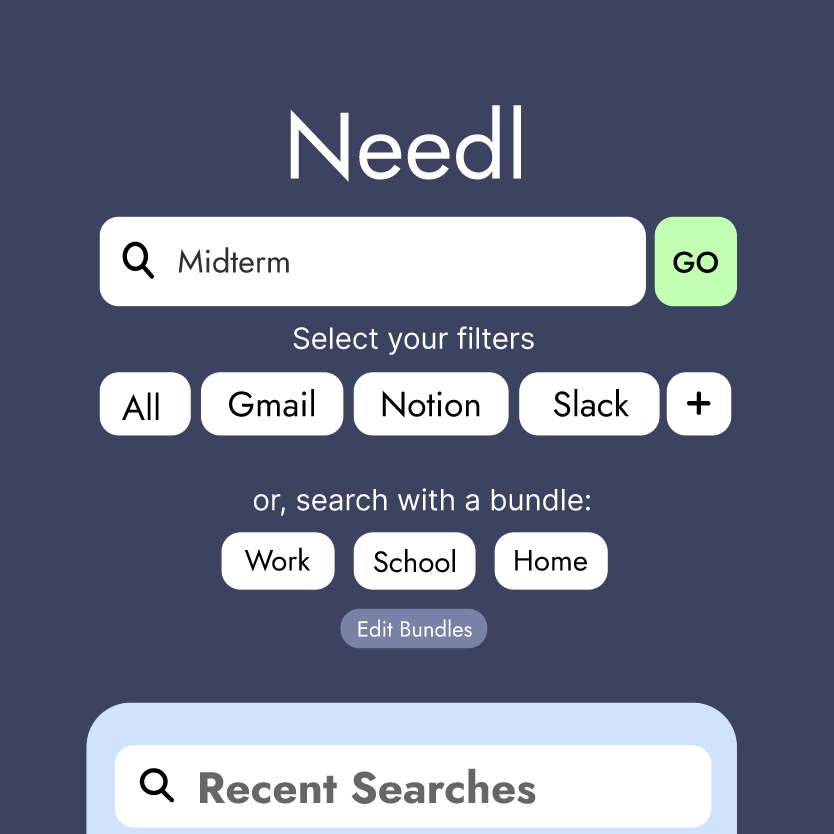 Needl
Midterm
GO
Select your filters
All Gmail Notion Slack +
or, search with a bundle:
Work School Home
Edit Bundles
Recent Searches